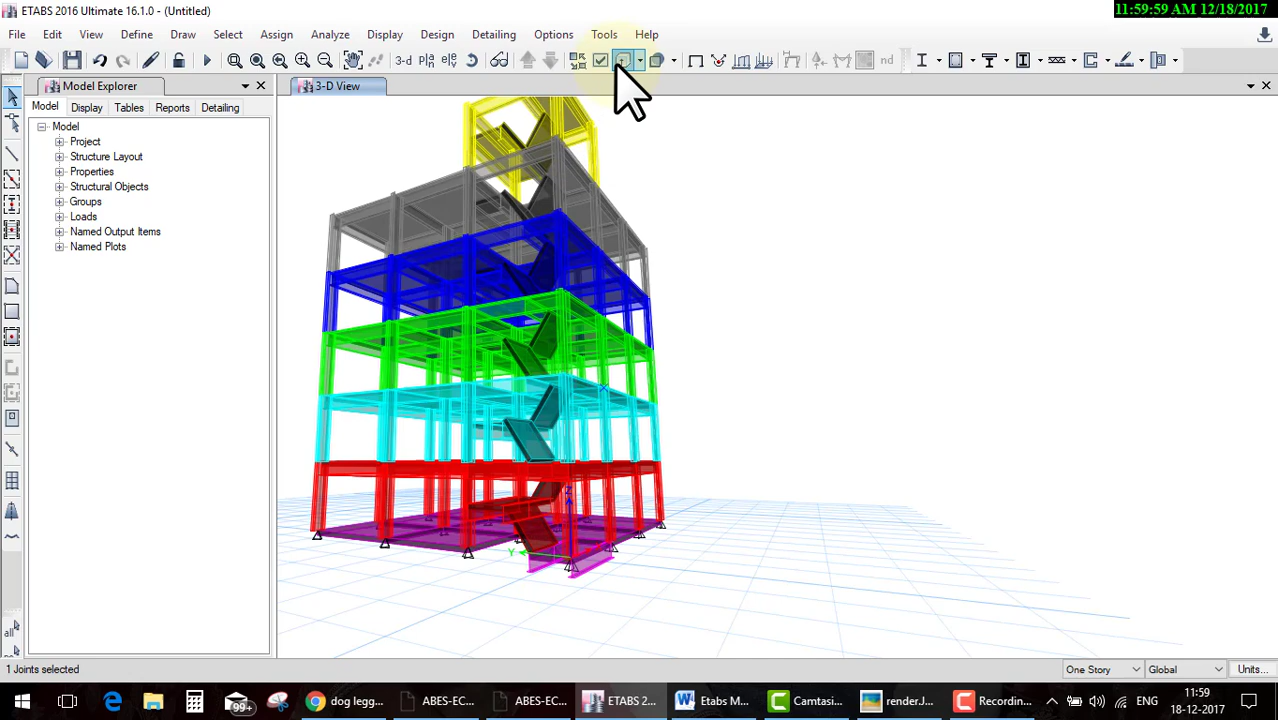 ETABS 2016 Ultimate 16.1.0 - (Untitled)
11:59:59 AM 12/18/2017
File Edit View Define Draw Select Assign Analyze Display Design Detailing Options Tools Help
3-d nd
Model Explorer
3-D View
Model Display Tables Reports Detailing
Model
Project
Structure Layout
Properties
Structural Objects
Groups
Loads
Named Output Items
Named Plots
Z
Y
all
1 Joints selected
One Story
Global
Units...
99+
dog legg...
ABES-EC...
ABES-EC...
ETABS 2...
Etabs M...
Camtasi...
render.J...
Recordin...
ENG
11:59
18-12-2017